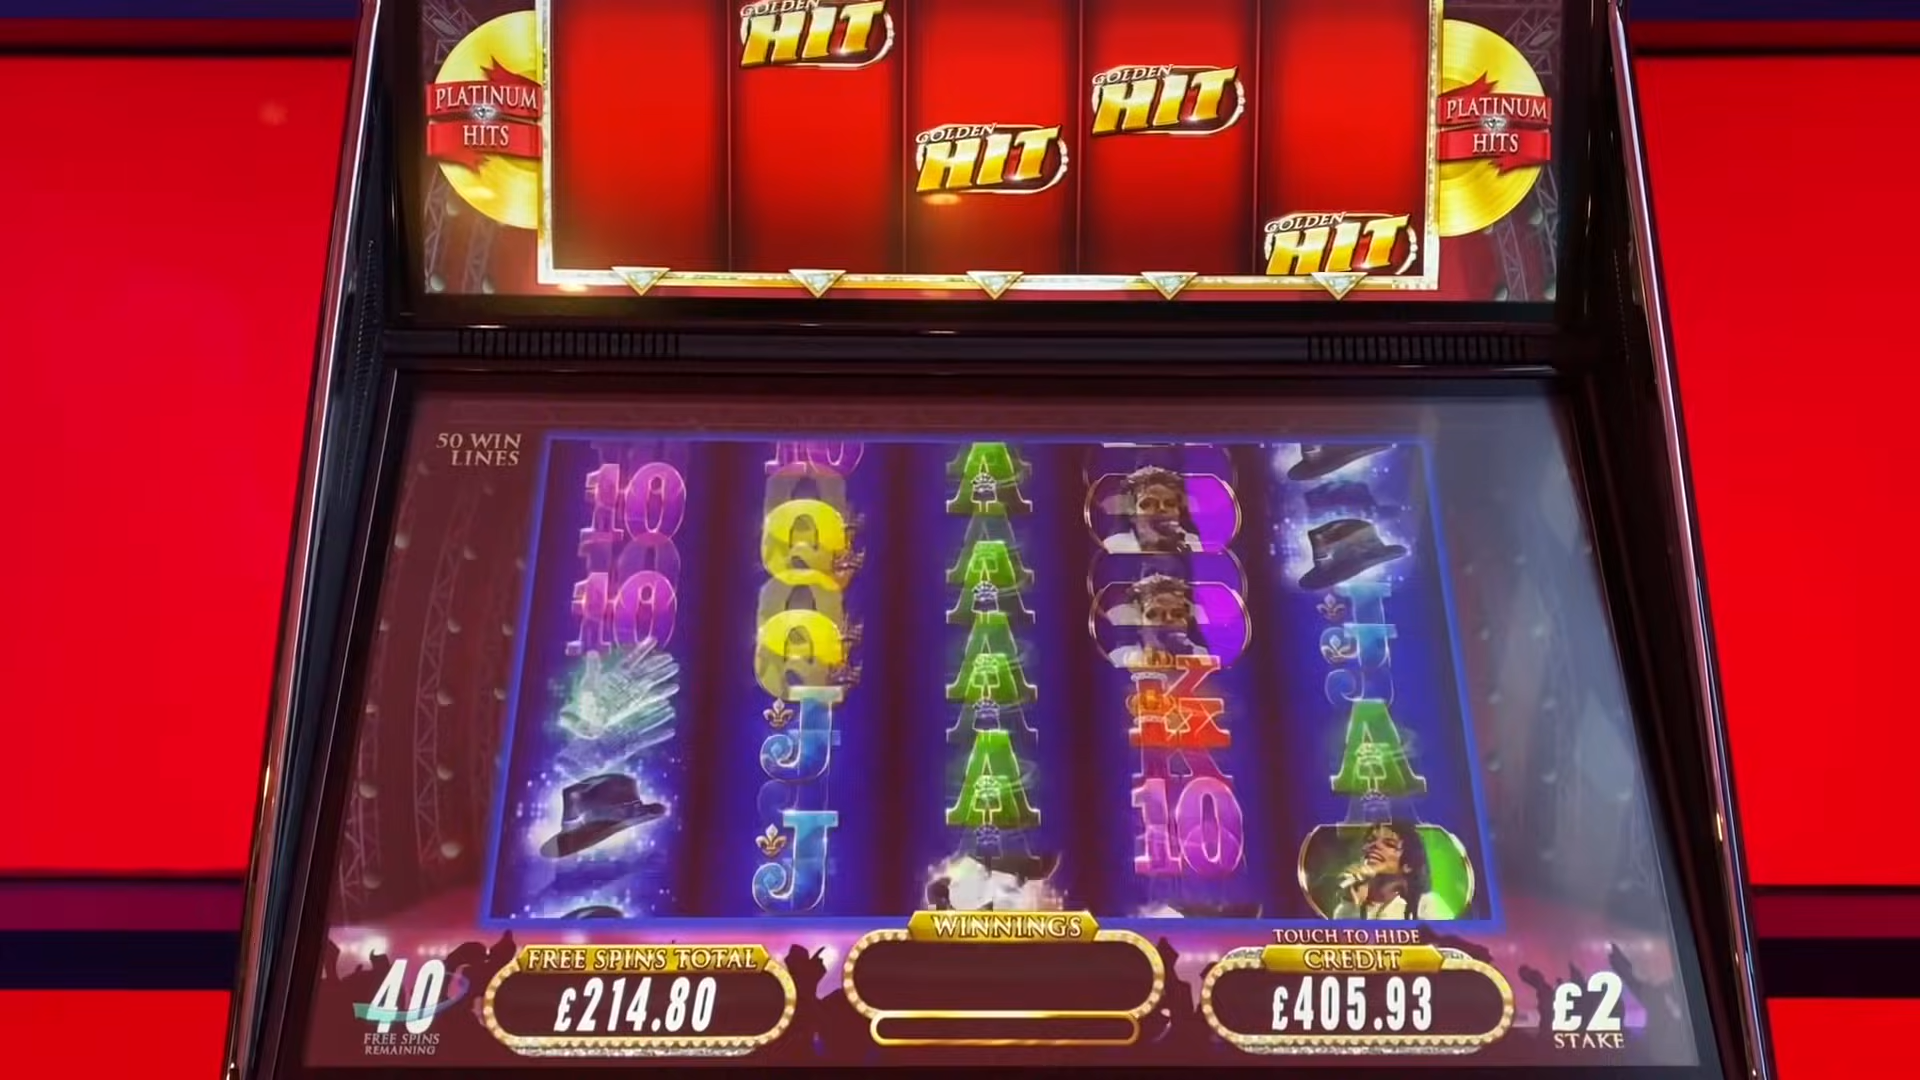 GOLDEN
HIT
GOLDEN
HIT
GOLDEN
HIT
GOLDEN
HIT
PLATINUM
HITS
PLATINUM
HITS
50 WIN
LINES
10
10
10
Q
Q
J
J
A
A
A
A
K
K
10
J
J
A
WINNINGS
40
FREE SPINS
REMAINING
FREE SPINS TOTAL
£214.80
TOUCH TO HIDE
CREDIT
£405.93
£2
STAKE